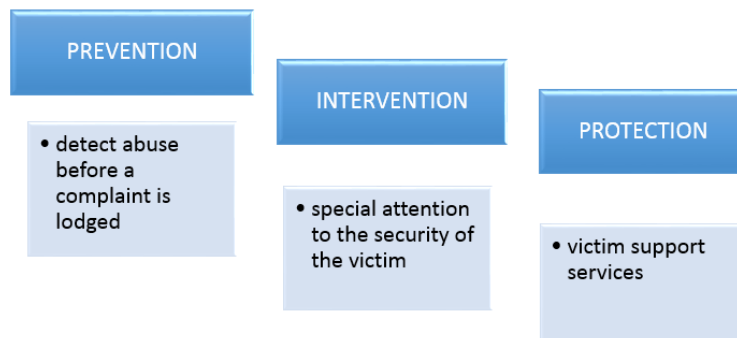 PREVENTION
• detect abuse
before a
complaint is
lodged
INTERVENTION
• special attention
to the security of
the victim
PROTECTION
• victim support
services